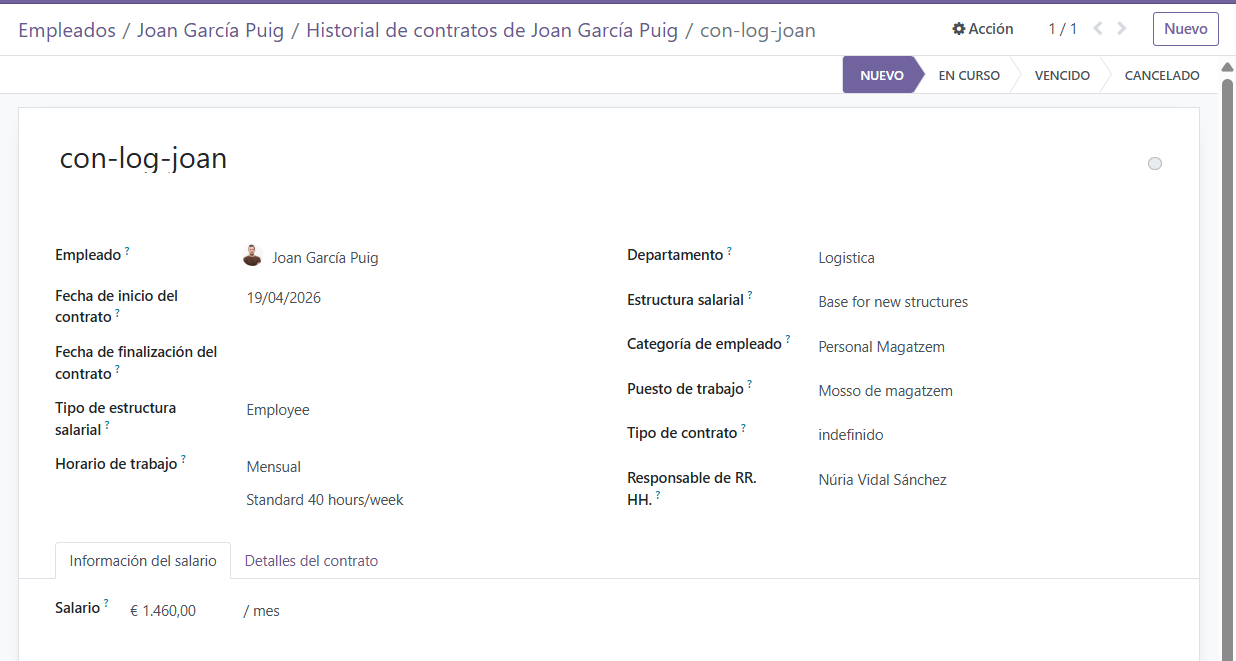 Empleados / Joan García Puig / Historial de contratos de Joan García Puig / con-log-joan
Acción
1 / 1
Nuevo
NUEVO
EN CURSO
VENCIDO
CANCELADO
con-log-joan
Empleado ?
Joan García Puig
Fecha de inicio del
contrato ?
19/04/2026
Fecha de finalización del
contrato ?
Tipo de estructura
salarial ?
Employee
Horario de trabajo ?
Mensual
Standard 40 hours/week
Departamento ?
Logistica
Estructura salarial ?
Base for new structures
Categoría de empleado ?
Personal Magatzem
Puesto de trabajo ?
Mosso de magatzem
Tipo de contrato ?
indefinido
Responsable de RR.
HH. ?
Núria Vidal Sánchez
Información del salario
Detalles del contrato
Salario ?
€ 1.460,00
/ mes